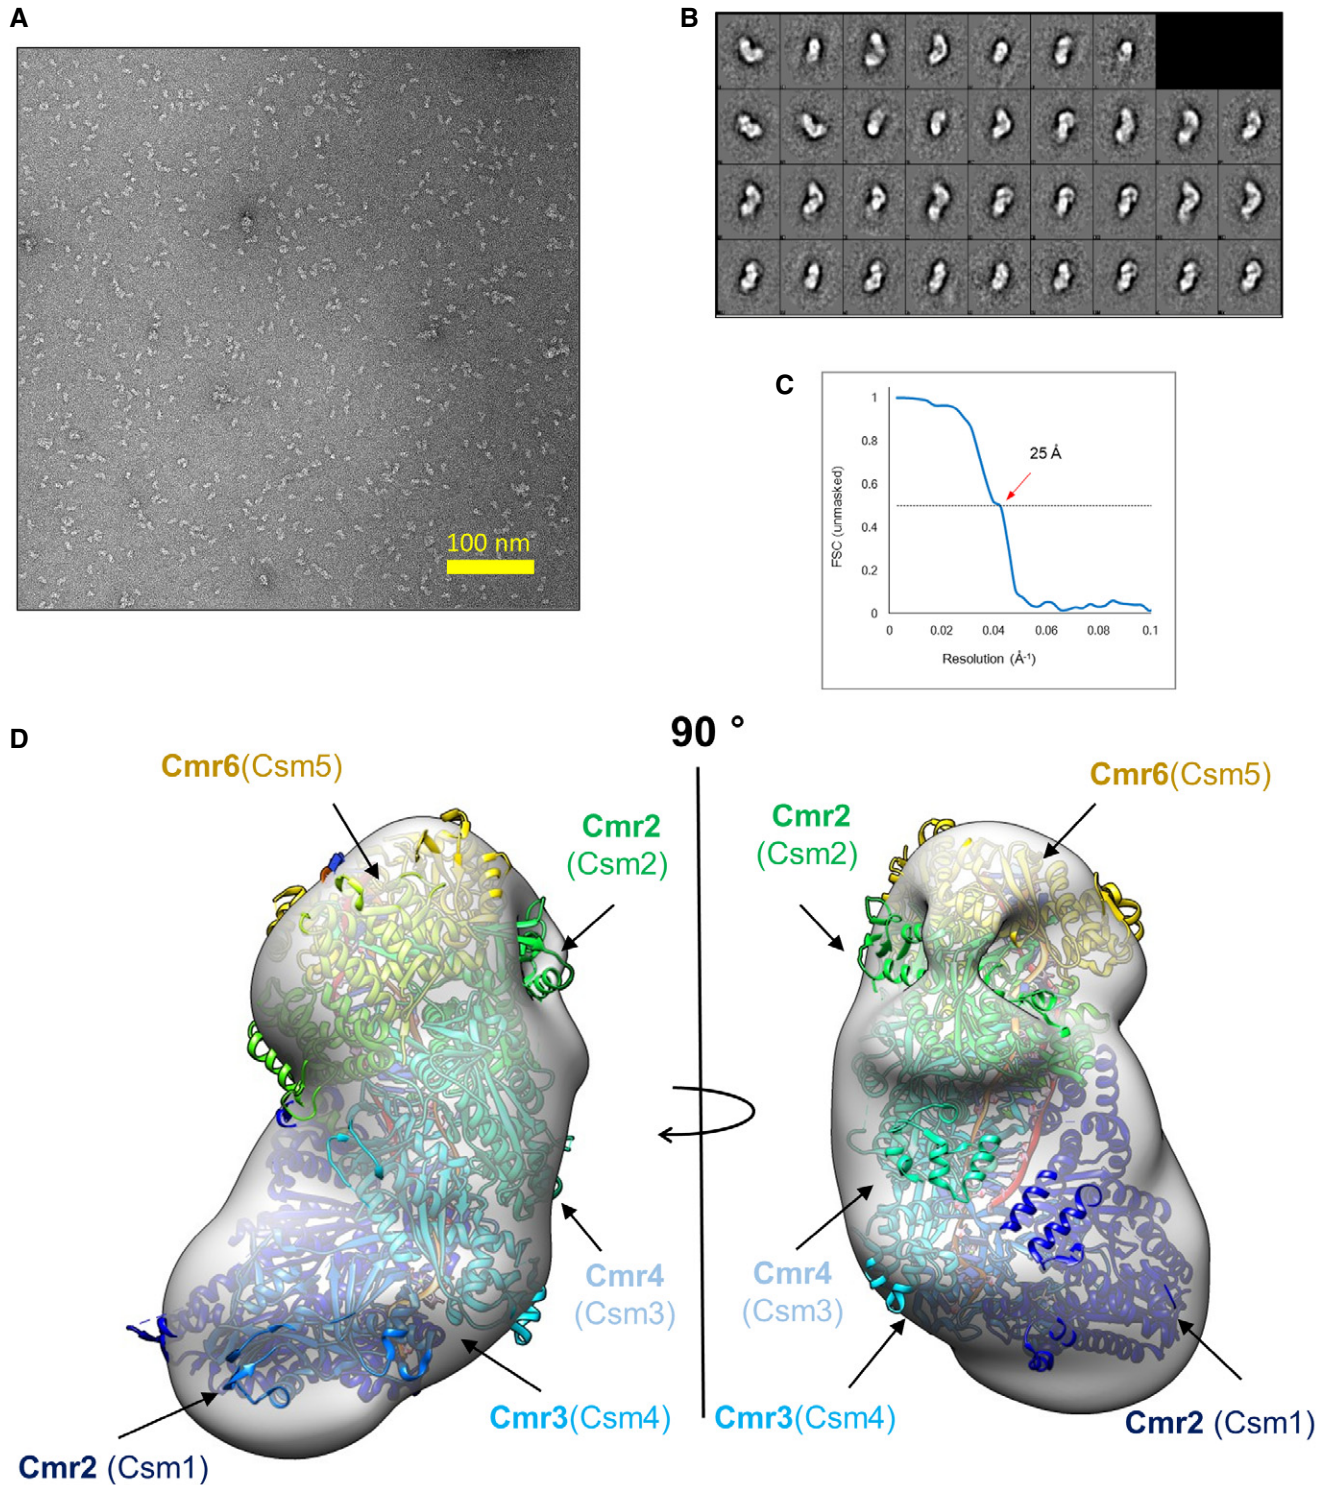 A
100 nm
B
C
1
0.8
0.6
0.4
0.2
0
0
0.02
0.04
0.06
0.08
0.1
25 Å
FSC (unmasked)
Resolution (Å-1)
D
90 °
Cmr6(Csm5)
Cmr2
(Csm2)
Cmr4
(Csm3)
Cmr3(Csm4)
Cmr2 (Csm1)
Cmr6(Csm5)
Cmr2
(Csm2)
Cmr4
(Csm3)
Cmr3(Csm4)
Cmr2 (Csm1)